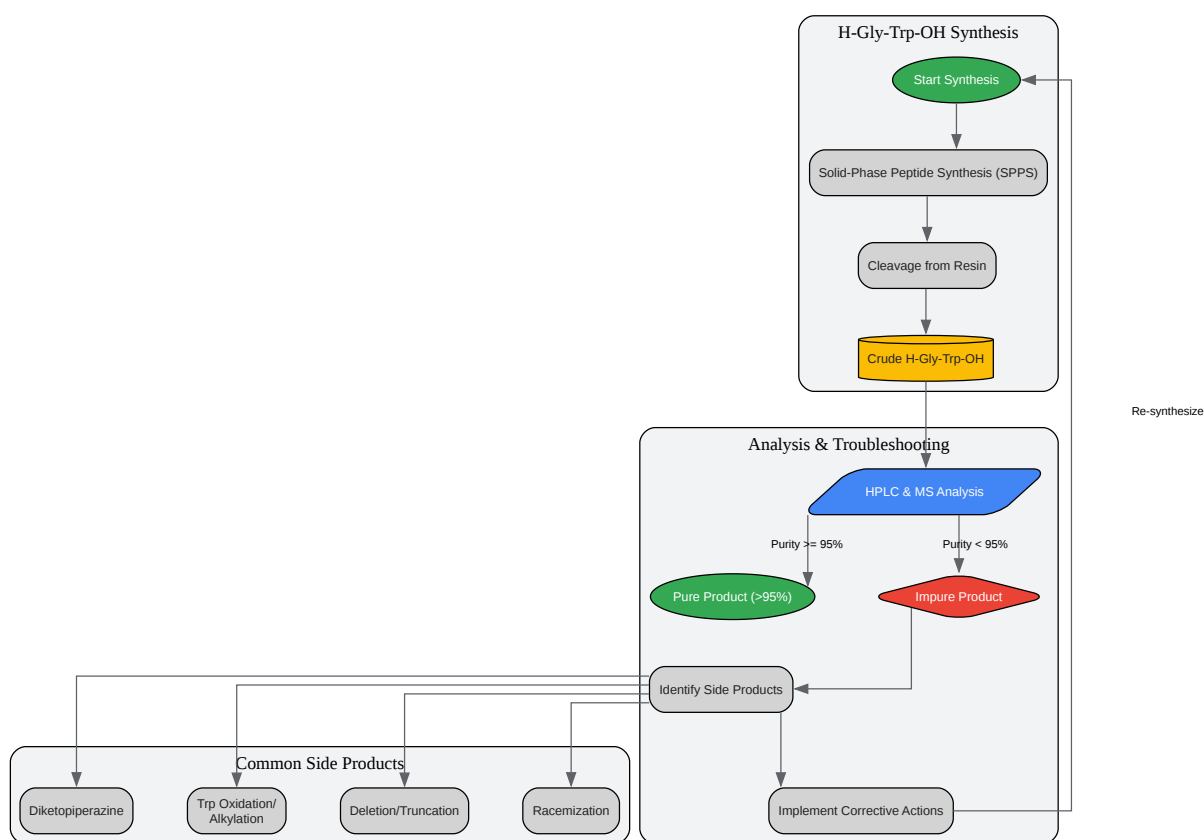 H-Gly-Trp-OH Synthesis
Start Synthesis
Solid-Phase Peptide Synthesis (SPPS)
Cleavage from Resin
Crude H-Gly-Trp-OH
Re-synthesize
Analysis & Troubleshooting
HPLC & MS Analysis
Purity >= 95%
Purity < 95%
Pure Product (>95%)
Impure Product
Identify Side Products
Common Side Products
Diketopiperazine
Trp Oxidation/
Alkylation
Deletion/Truncation
Racemization
Implement Corrective Actions